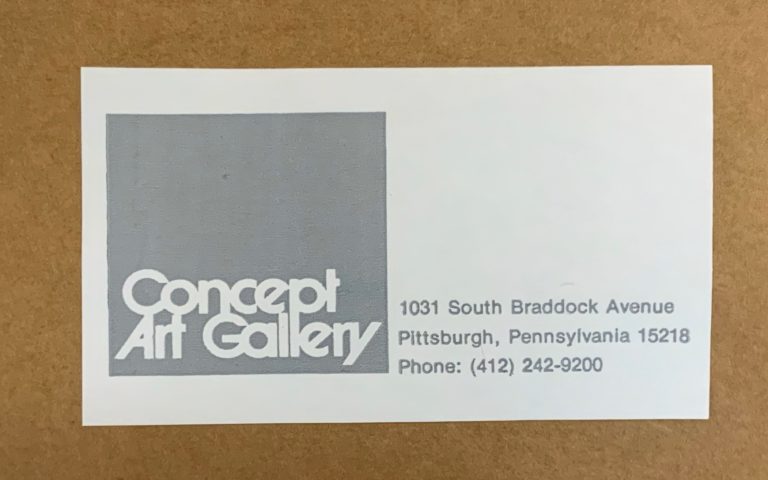 Concept
Art Gallery
1031 South Braddock Avenue
Pittsburgh, Pennsylvania 15218
Phone: (412) 242-9200